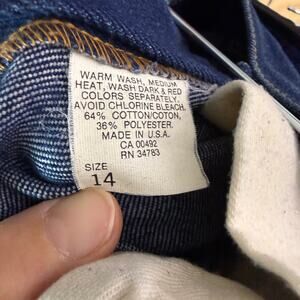 WARM WASH, MEDIUM
HEAT, WASH DARK & RED
COLORS SEPARATELY.
AVOID CHLORINE BLEACH.
64% COTTON/COTON,
36% POLYESTER.
MADE IN U.S.A.
CA 00492
RN 34783
SIZE
14